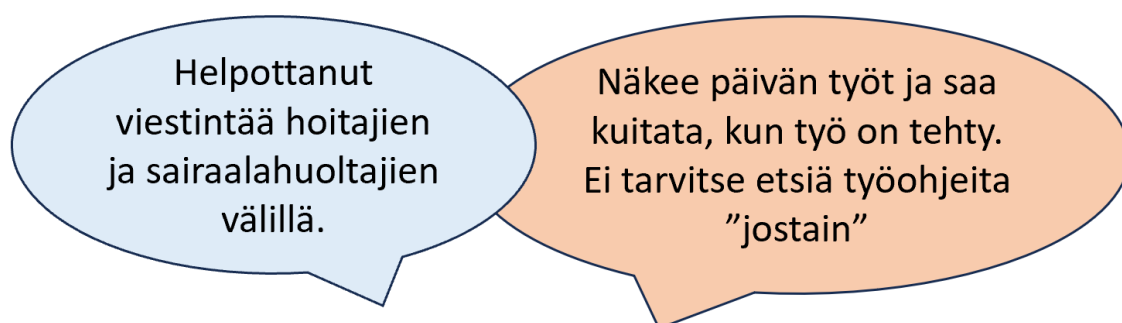 Helpottanut
viestintää hoitajien
ja sairaalahuoltajien
välillä.
Näkee päivän työt ja saa
kuitata, kun työ on tehty.
Ei tarvitse etsiä työohjeita
”jostain”